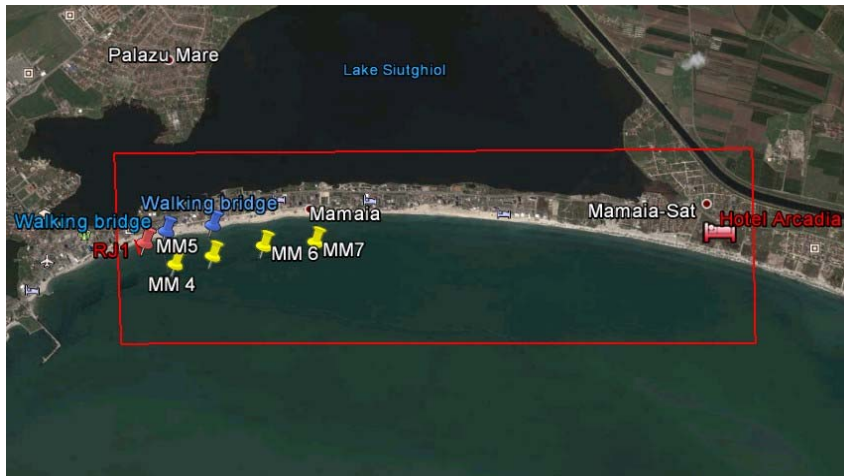 Palazu Mare
Lake Siutghiol
Walking bridge
Mamaia
Mamaia-Sat
Walking bridge
Hotel Arcadia
RJ1
MM5
MM 6
MM7
MM 4